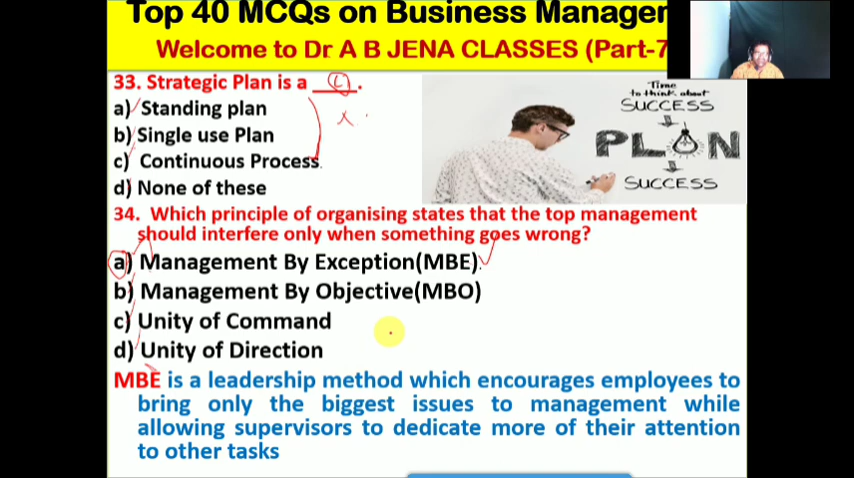 Top 40 MCQs on Business Manager
Welcome to Dr A B JENA CLASSES (Part-7
33. Strategic Plan is a (c).
a) Standing plan
b) Single use Plan
c) Continuous Process.
d) None of these
Time
to think about
SUCCESS
PLAN
SUCCESS
34. Which principle of organising states that the top management
should interfere only when something goes wrong?
a) Management By Exception(MBE).
b) Management By Objective(MBO)
c) Unity of Command
d) Unity of Direction
MBE is a leadership method which encourages employees to
bring only the biggest issues to management while
allowing supervisors to dedicate more of their attention
to other tasks